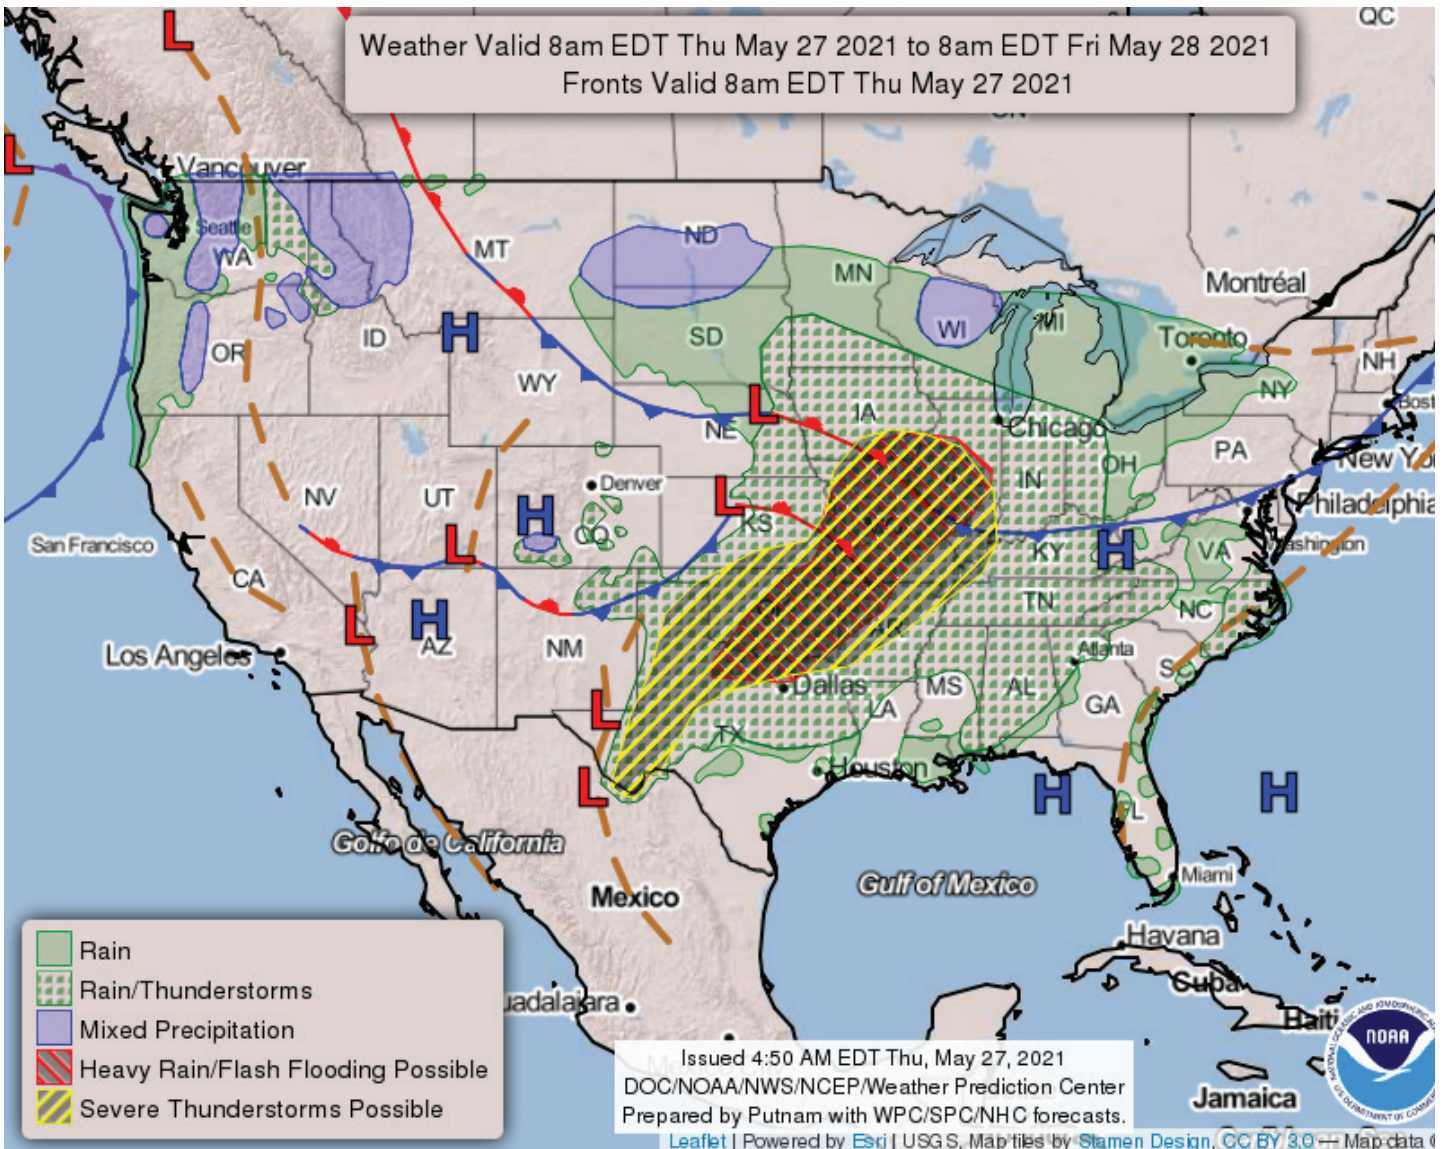 QC
Weather Valid 8am EDT Thu May 27 2021 to 8am EDT Fri May 28 2021
Fronts Valid 8am EDT Thu May 27 2021
ON
L
L
Vancouver
Seattle
WA
MT
ND
MN
Montréal
OR
ID
H
SD
WI
MI
Toronto
NH
WY
L
NE
IA
NY
Bost
Chicago
PA
New Yo
NV
UT
Denver
L
KS
IN
OH
Philadelphia
H
CO
San Francisco
L
KY
H
VA
ashington
CA
H
AZ
NM
TN
NC
L
Los Angeles
Atlanta
S
Dallas
MS
AL
GA
L
LA
TX
Houston
L
H
H
FL
Golfo de California
Gulf of Mexico
Miami
Mexico
Havana
Cuba
Haiti
uadalajara
Mexico City
Jamaica
Rain
Rain/Thunderstorms
Mixed Precipitation
Heavy Rain/Flash Flooding Possible
Severe Thunderstorms Possible
Issued 4:50 AM EDT Thu, May 27, 2021
DOC/NOAA/NWS/NCEP/Weather Prediction Center
Prepared by Putnam with WPC/SPC/NHC forecasts.
NOAA
Leaflet | Powered by Esri | USGS, Map tiles by Stamen Design, CC BY 3.0 — Map data ©